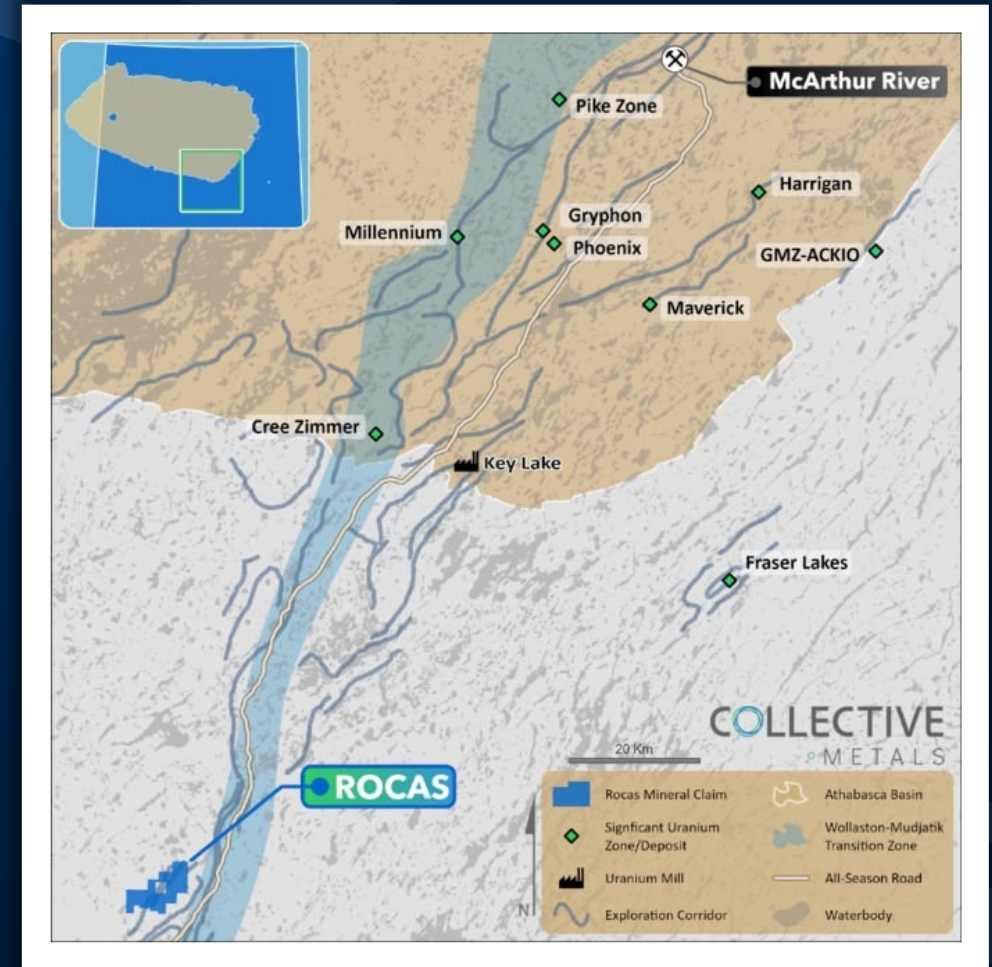 McArthur River
Pike Zone
Harrigan
Gryphon
Millennium
Phoenix
GMZ-ACKIO
Maverick
Cree Zimmer
Key Lake
Fraser Lakes
COLLECTIVE
METALS
20 Km
ROCAS
Rocas Mineral Claim
Signficant Uranium
Zone/Deposit
Uranium Mill
Exploration Corridor
Athabasca Basin
Wollaston-Mudjatik
Transition Zone
All-Season Road
Waterbody
N